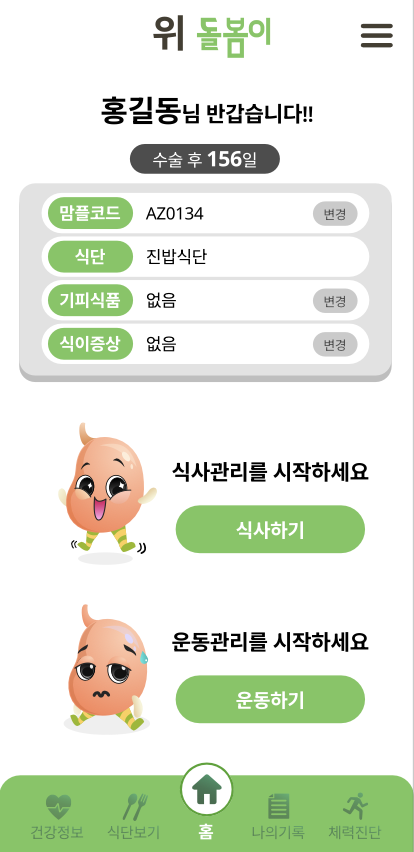 위 돌봄이
홍길동님 반갑습니다!!
수술 후 156일
맘플코드 AZ0134 변경
식단 진밥식단
기피식품 없음 변경
식이증상 없음 변경
식사관리를 시작하세요
식사하기
운동관리를 시작하세요
운동하기
건강정보 식단보기 홈 나의기록 체력진단